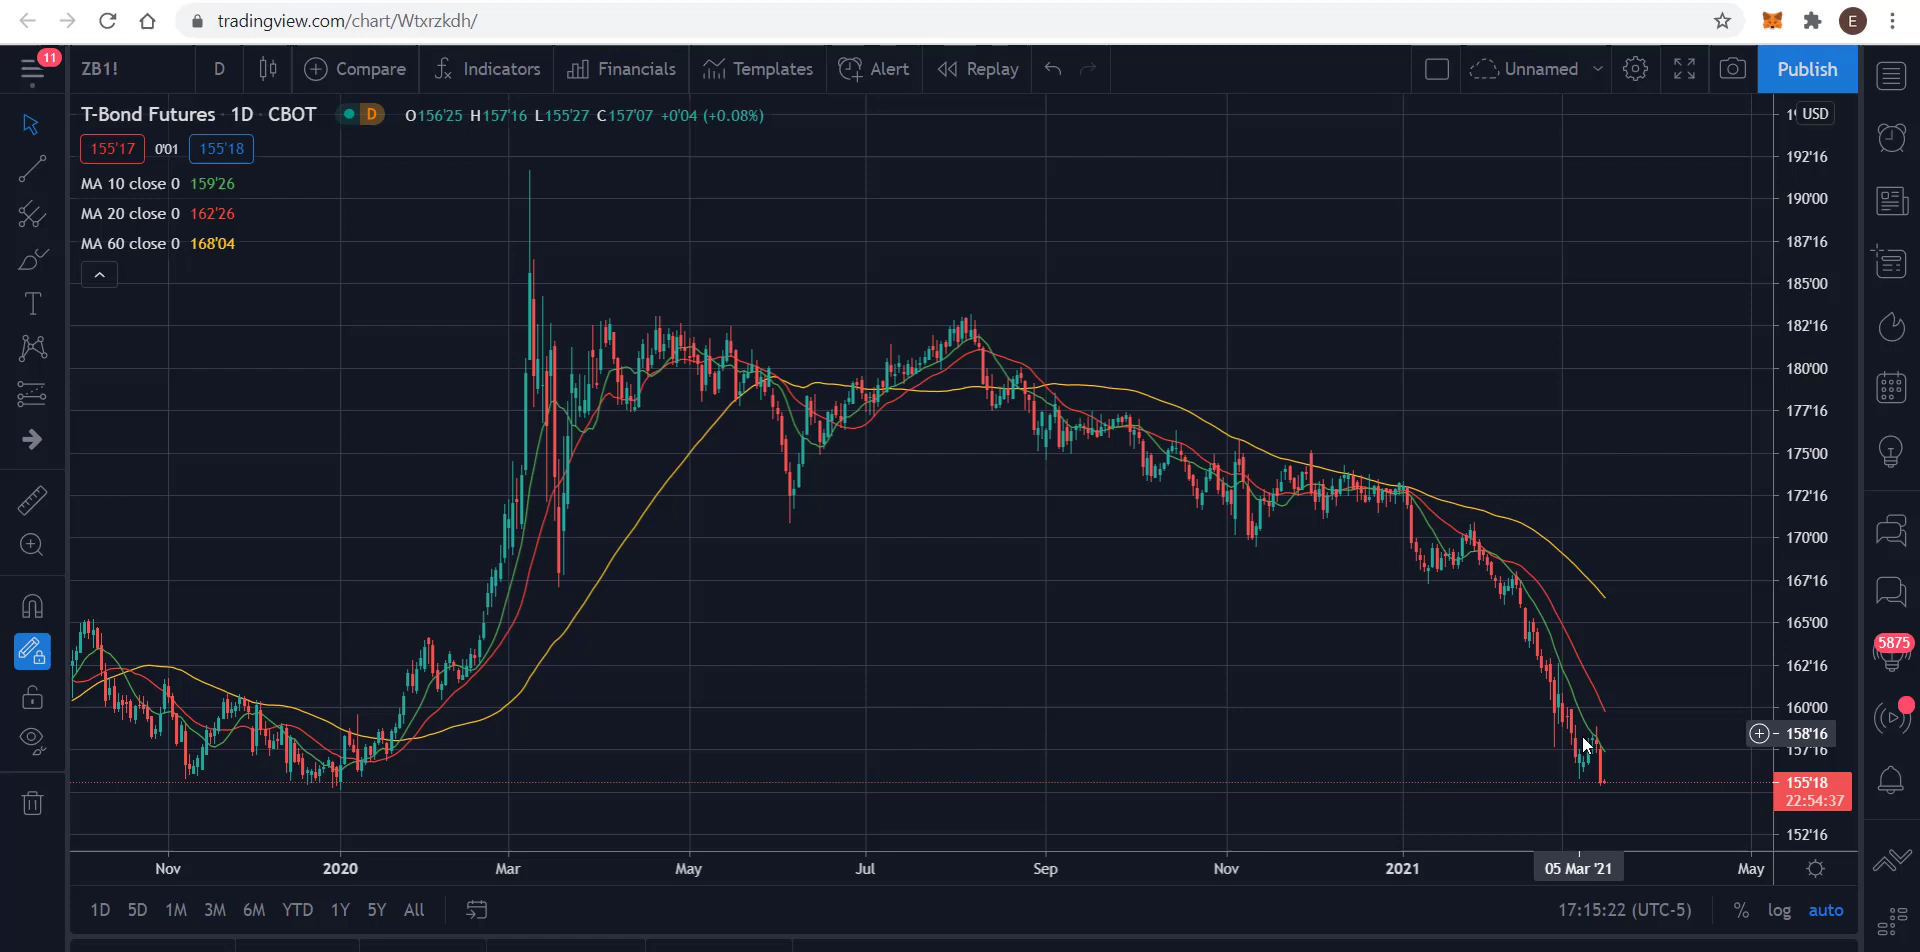 tradingview.com/chart/Wtxrzkdh/
E
11
ZB1! D Compare Indicators Financials Templates Alert Replay Unnamed Publish
T-Bond Futures · 1D · CBOT D O156'25 H157'16 L155'27 C157'07 +0'04 (+0.08%)
155'17 0'01 155'18
MA 10 close 0 159'26
MA 20 close 0 162'26
MA 60 close 0 168'04
USD
192'16
190'00
187'16
185'00
182'16
180'00
177'16
175'00
172'16
170'00
167'16
165'00
162'16
160'00
158'16
157'16
155'18
22:54:37
152'16
5875
Nov 2020 Mar May Jul Sep Nov 2021 05 Mar '21 May
1D 5D 1M 3M 6M YTD 1Y 5Y All 17:15:22 (UTC-5) % log auto